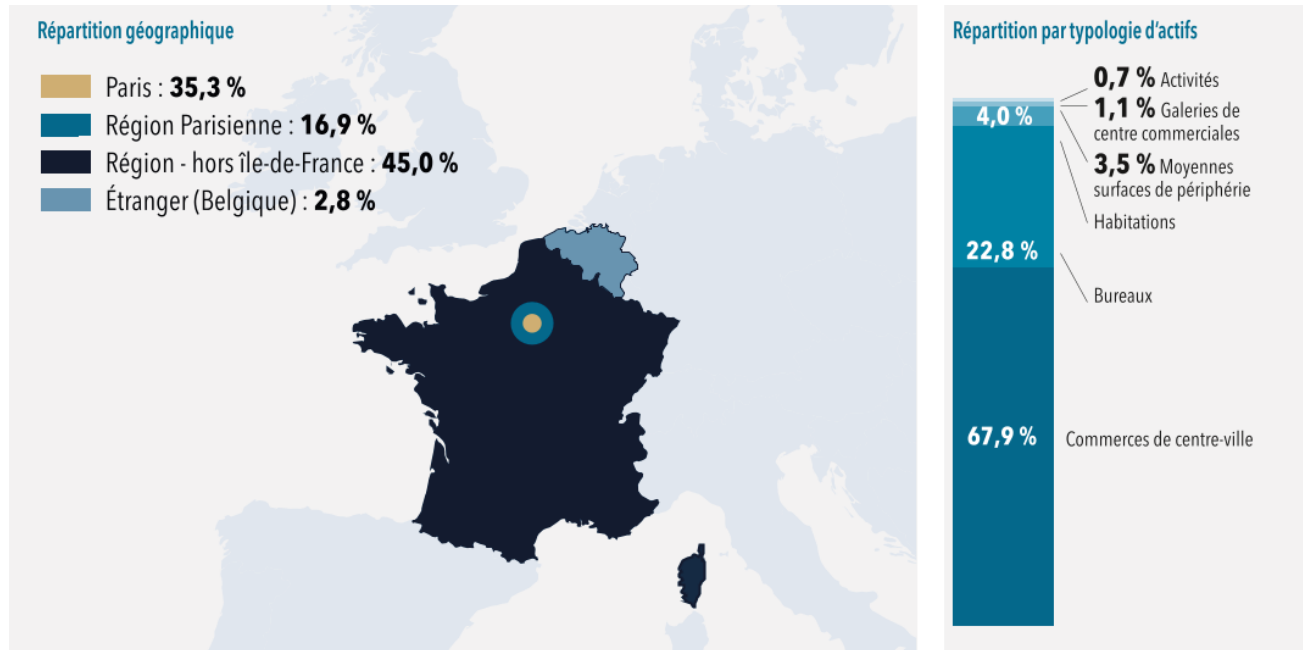 Répartition géographique
Paris : 35,3 %
Région Parisienne : 16,9 %
Région - hors île-de-France : 45,0 %
Étranger (Belgique) : 2,8 %
Répartition par typologie d'actifs
0,7 % Activités
1,1 % Galeries de
centre commerciales
4,0 %
3,5 % Moyennes
surfaces de périphérie
Habitations
22,8 %
Bureaux
67,9 %
Commerces de centre-ville